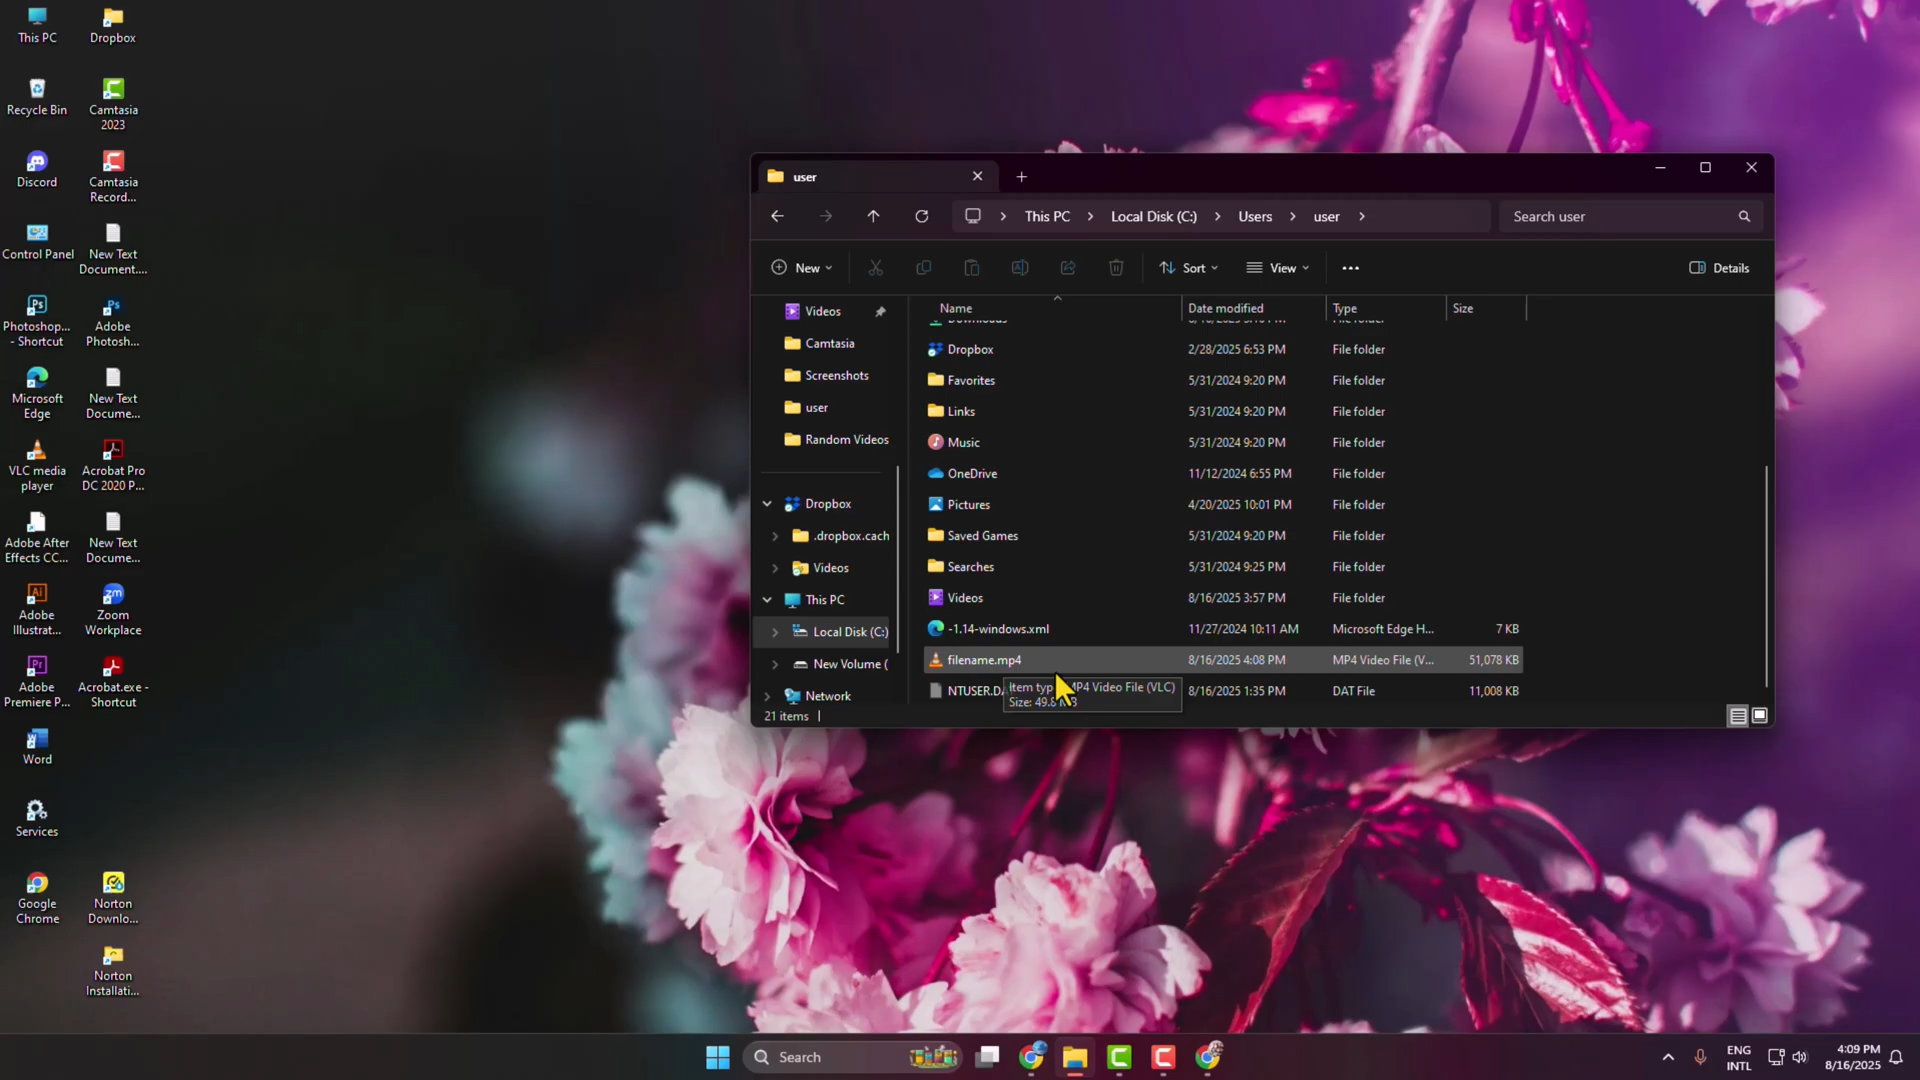 This PC
Dropbox
Recycle Bin
Camtasia
2023
Discord
Camtasia
Record...
Control Panel
New Text
Document....
Photoshop...
- Shortcut
Adobe
Photosh...
Microsoft
Edge
New Text
Docume...
VLC media
player
Acrobat Pro
DC 2020 P...
Adobe After
Effects CC...
New Text
Docume...
Adobe
Illustrat...
Zoom
Workplace
Adobe
Premiere P...
Acrobat.exe -
Shortcut
Word
Services
Google
Chrome
Norton
Downlo...
Norton
Installati...
user
This PC
Local Disk (C:)
Users
user
Search user
New
Sort
View
Details
Videos
Camtasia
Screenshots
user
Random Videos
Dropbox
.dropbox.cach
Videos
This PC
Local Disk (C:)
New Volume (
Network
Name Date modified Type Size
Downloads File folder
Dropbox 2/28/2025 6:53 PM File folder
Favorites 5/31/2024 9:20 PM File folder
Links 5/31/2024 9:20 PM File folder
Music 5/31/2024 9:20 PM File folder
OneDrive 11/12/2024 6:55 PM File folder
Pictures 4/20/2025 10:01 PM File folder
Saved Games 5/31/2024 9:20 PM File folder
Searches 5/31/2024 9:25 PM File folder
Videos 8/16/2025 3:57 PM File folder
-1.14-windows.xml 11/27/2024 10:11 AM Microsoft Edge H... 7 KB
filename.mp4 8/16/2025 4:08 PM MP4 Video File (V... 51,078 KB
NTUSER.DA 8/16/2025 1:35 PM DAT File 11,008 KB
Item typ MP4 Video File (VLC)
Size: 49.8
21 items
Search
ENG
INTL
4:09 PM
8/16/2025